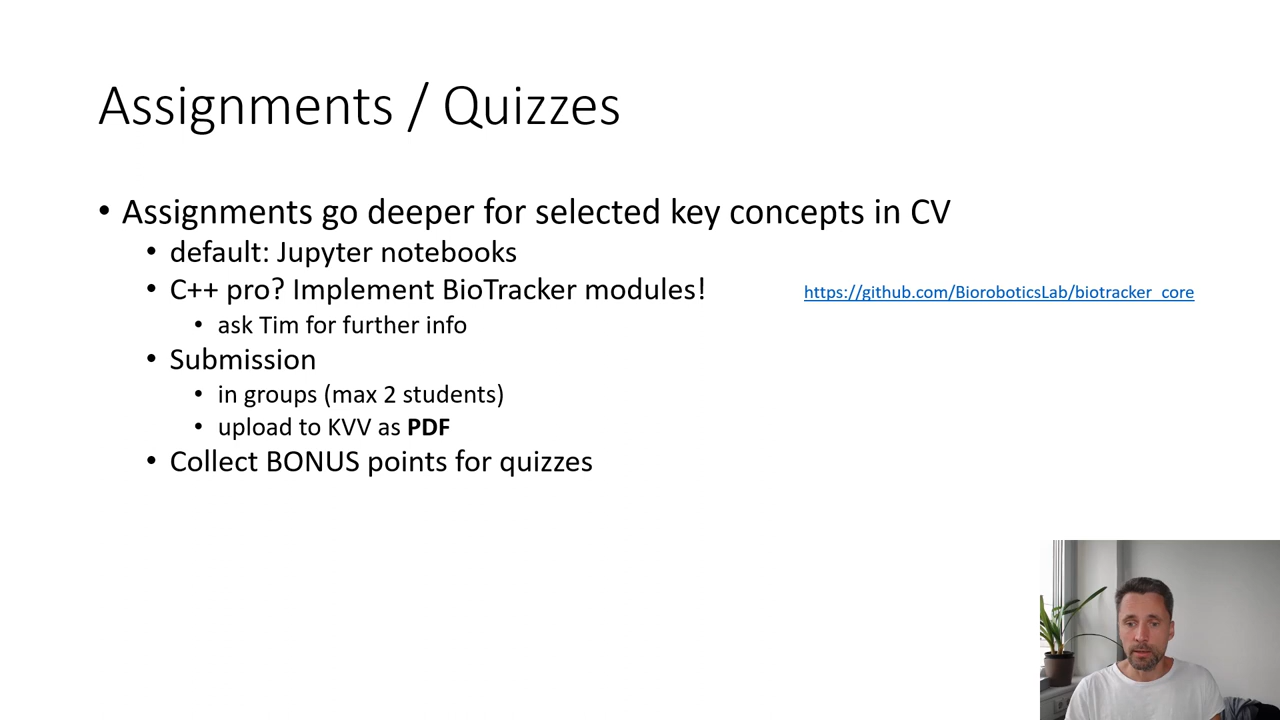 Assignments / Quizzes
• Assignments go deeper for selected key concepts in CV
• default: Jupyter notebooks
• C++ pro? Implement BioTracker modules! https://github.com/BioroboticsLab/biotracker_core
• ask Tim for further info
• Submission
• in groups (max 2 students)
• upload to KVV as PDF
• Collect BONUS points for quizzes